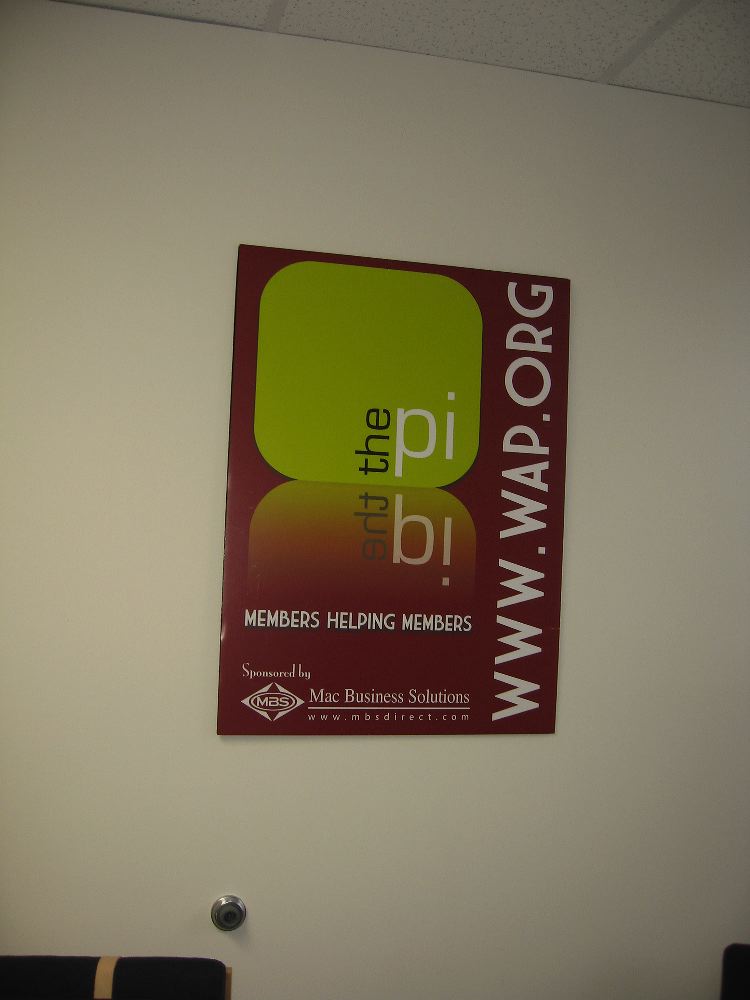 the pi
the pi
MEMBERS HELPING MEMBERS
Sponsored by
MBS
Mac Business Solutions
www.mbsdirect.com
WWW.WAP.ORG